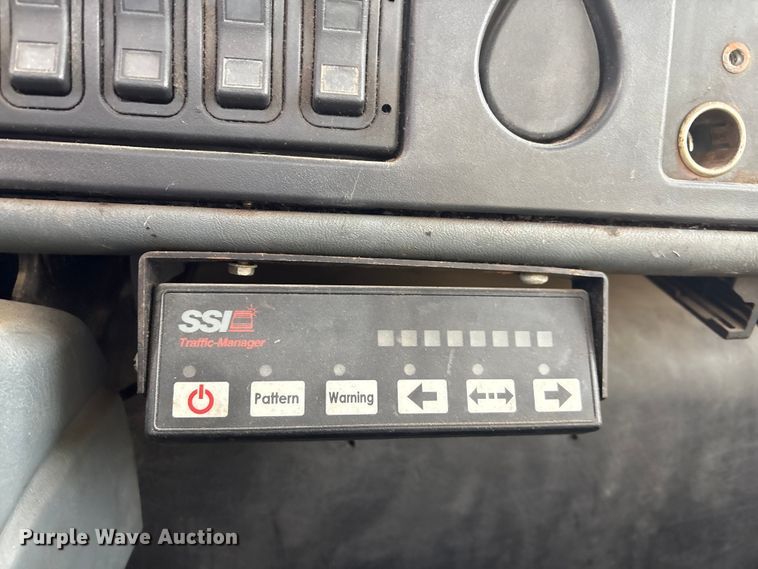 SSI
Traffic-Manager
Pattern
Warning
Purple Wave Auction